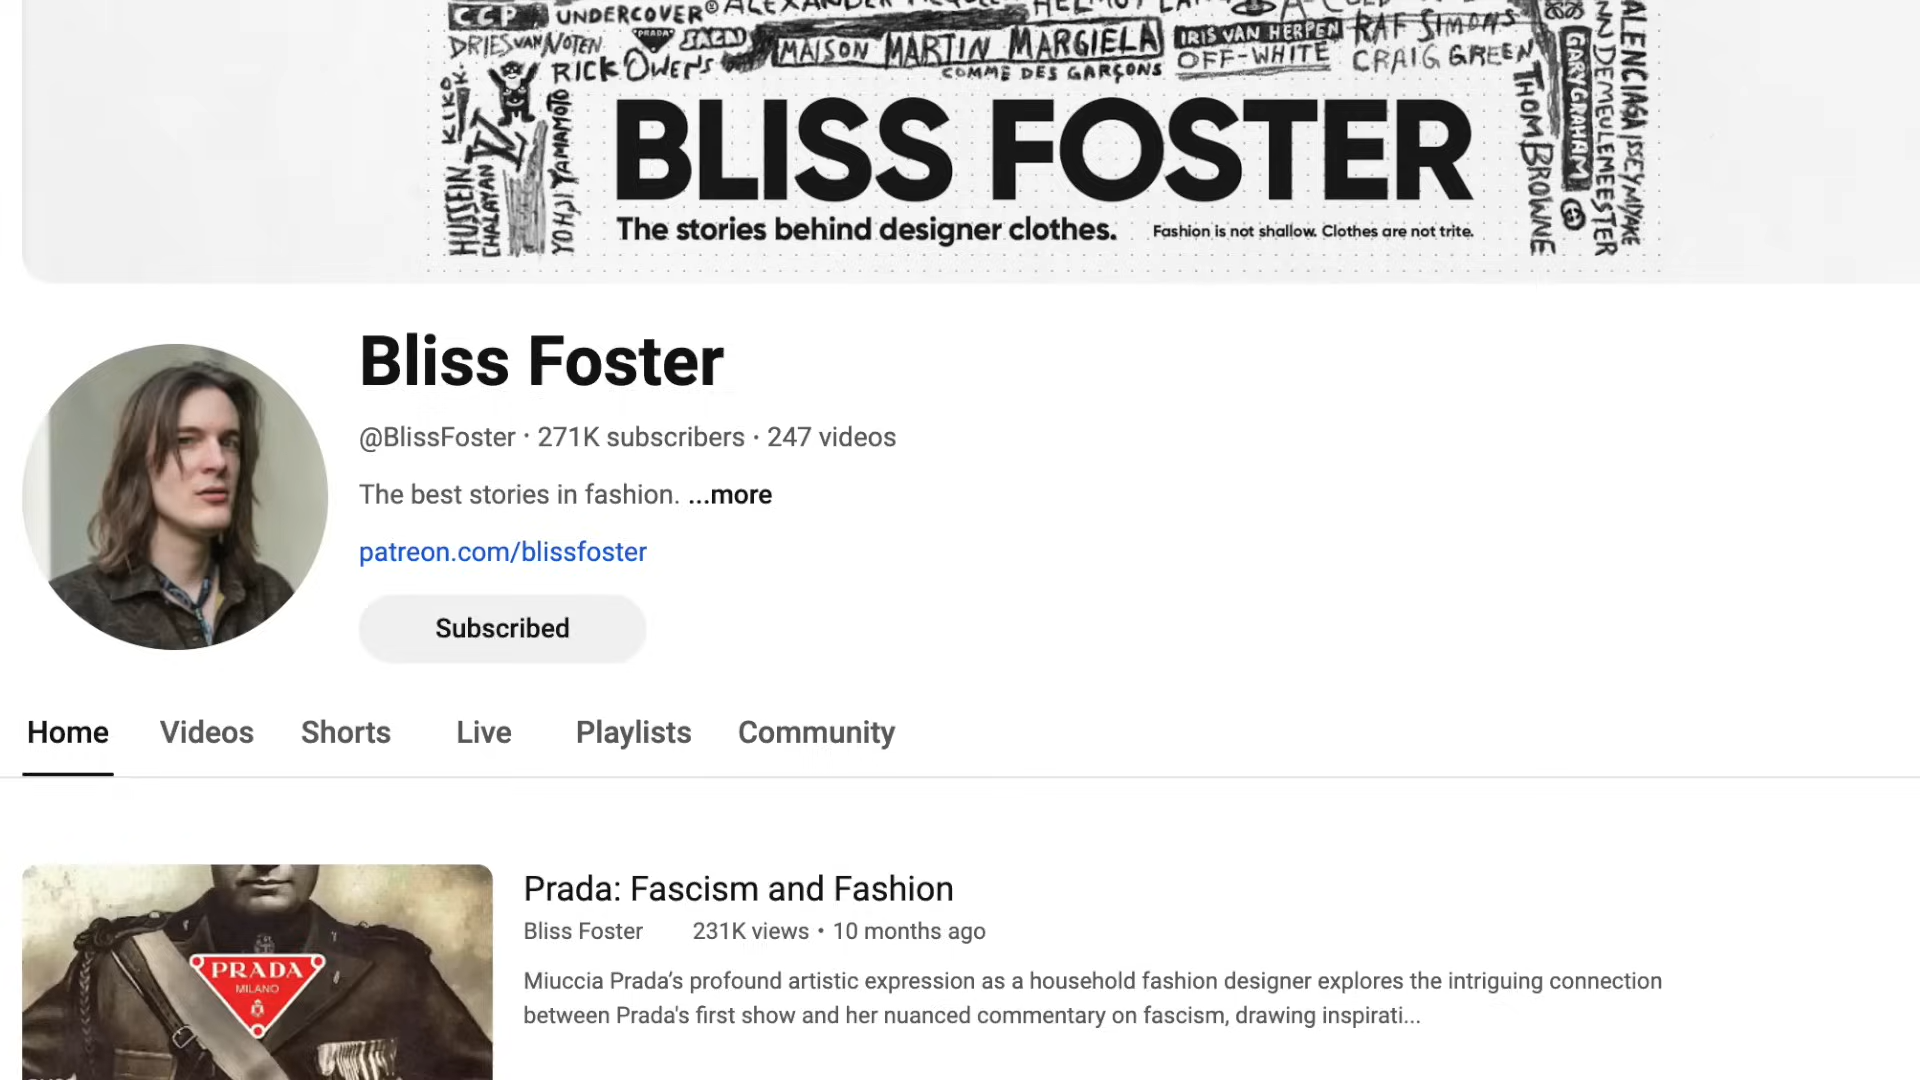 CCP UNDERCOVER
DRIES VAN NOTEN
PRADA
RICK OWENS
MAISON MARTIN MARGIELA
COMME DES GARÇONS
IRIS VAN HERPEN
OFF-WHITE
RAF SIMONS
CRAIG GREEN
HUSSEIN
CHALAYAN
YOHJI YAMAMOTO
THOM BROWNE
GARY GRAHAM
ISSEY MIYAKE
BLISS FOSTER
The stories behind designer clothes. Fashion is not shallow. Clothes are not trite.
Bliss Foster
@BlissFoster · 271K subscribers · 247 videos
The best stories in fashion. ...more
patreon.com/blissfoster
Subscribed
Home Videos Shorts Live Playlists Community
Prada: Fascism and Fashion
Bliss Foster 231K views • 10 months ago
Miuccia Prada’s profound artistic expression as a household fashion designer explores the intriguing connection
between Prada's first show and her nuanced commentary on fascism, drawing inspirati...
PRADA
MILANO